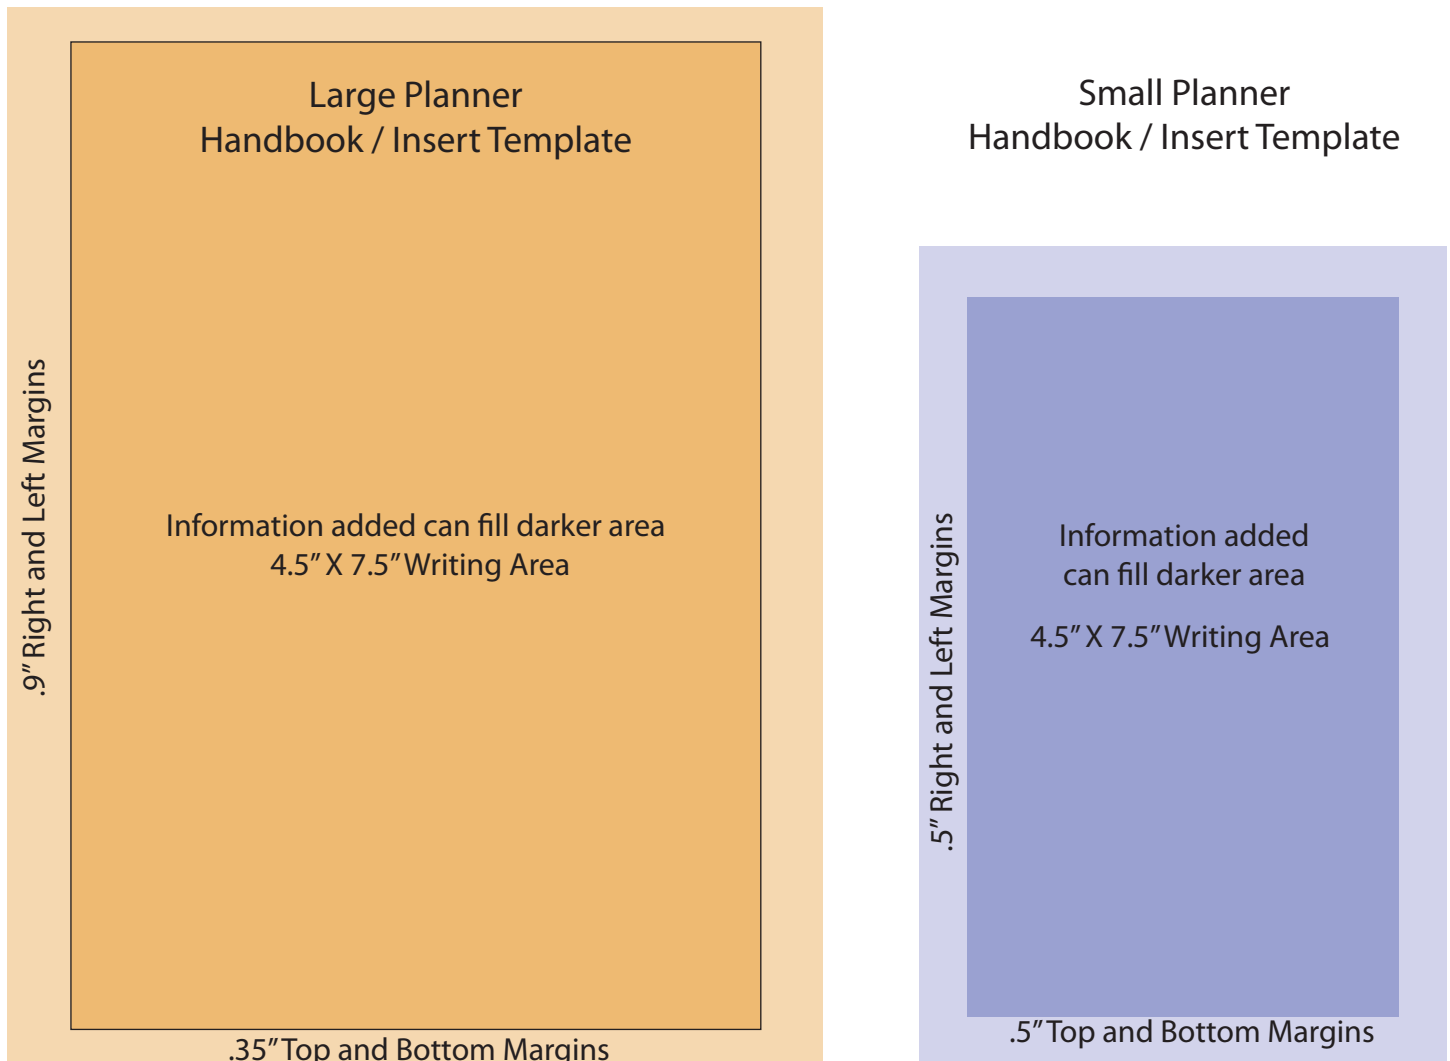 Large Planner
Handbook / Insert Template
.9" Right and Left Margins
Information added can fill darker area
4.5" X 7.5" Writing Area
.35" Top and Bottom Margins
Small Planner
Handbook / Insert Template
.5" Right and Left Margins
Information added
can fill darker area
4.5" X 7.5" Writing Area
.5" Top and Bottom Margins